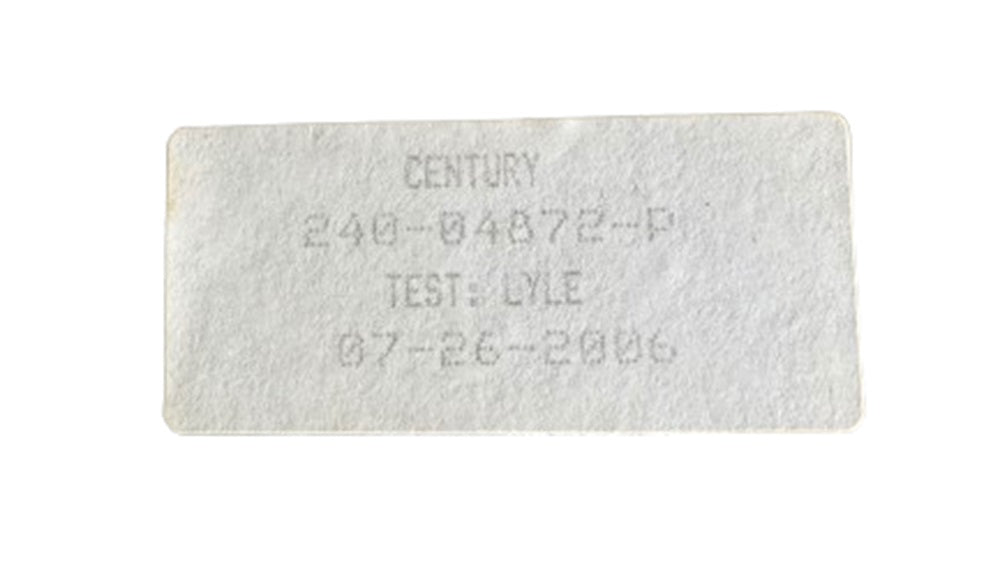 CENTURY
240-04872-P
TEST: LYLE
07-26-2006